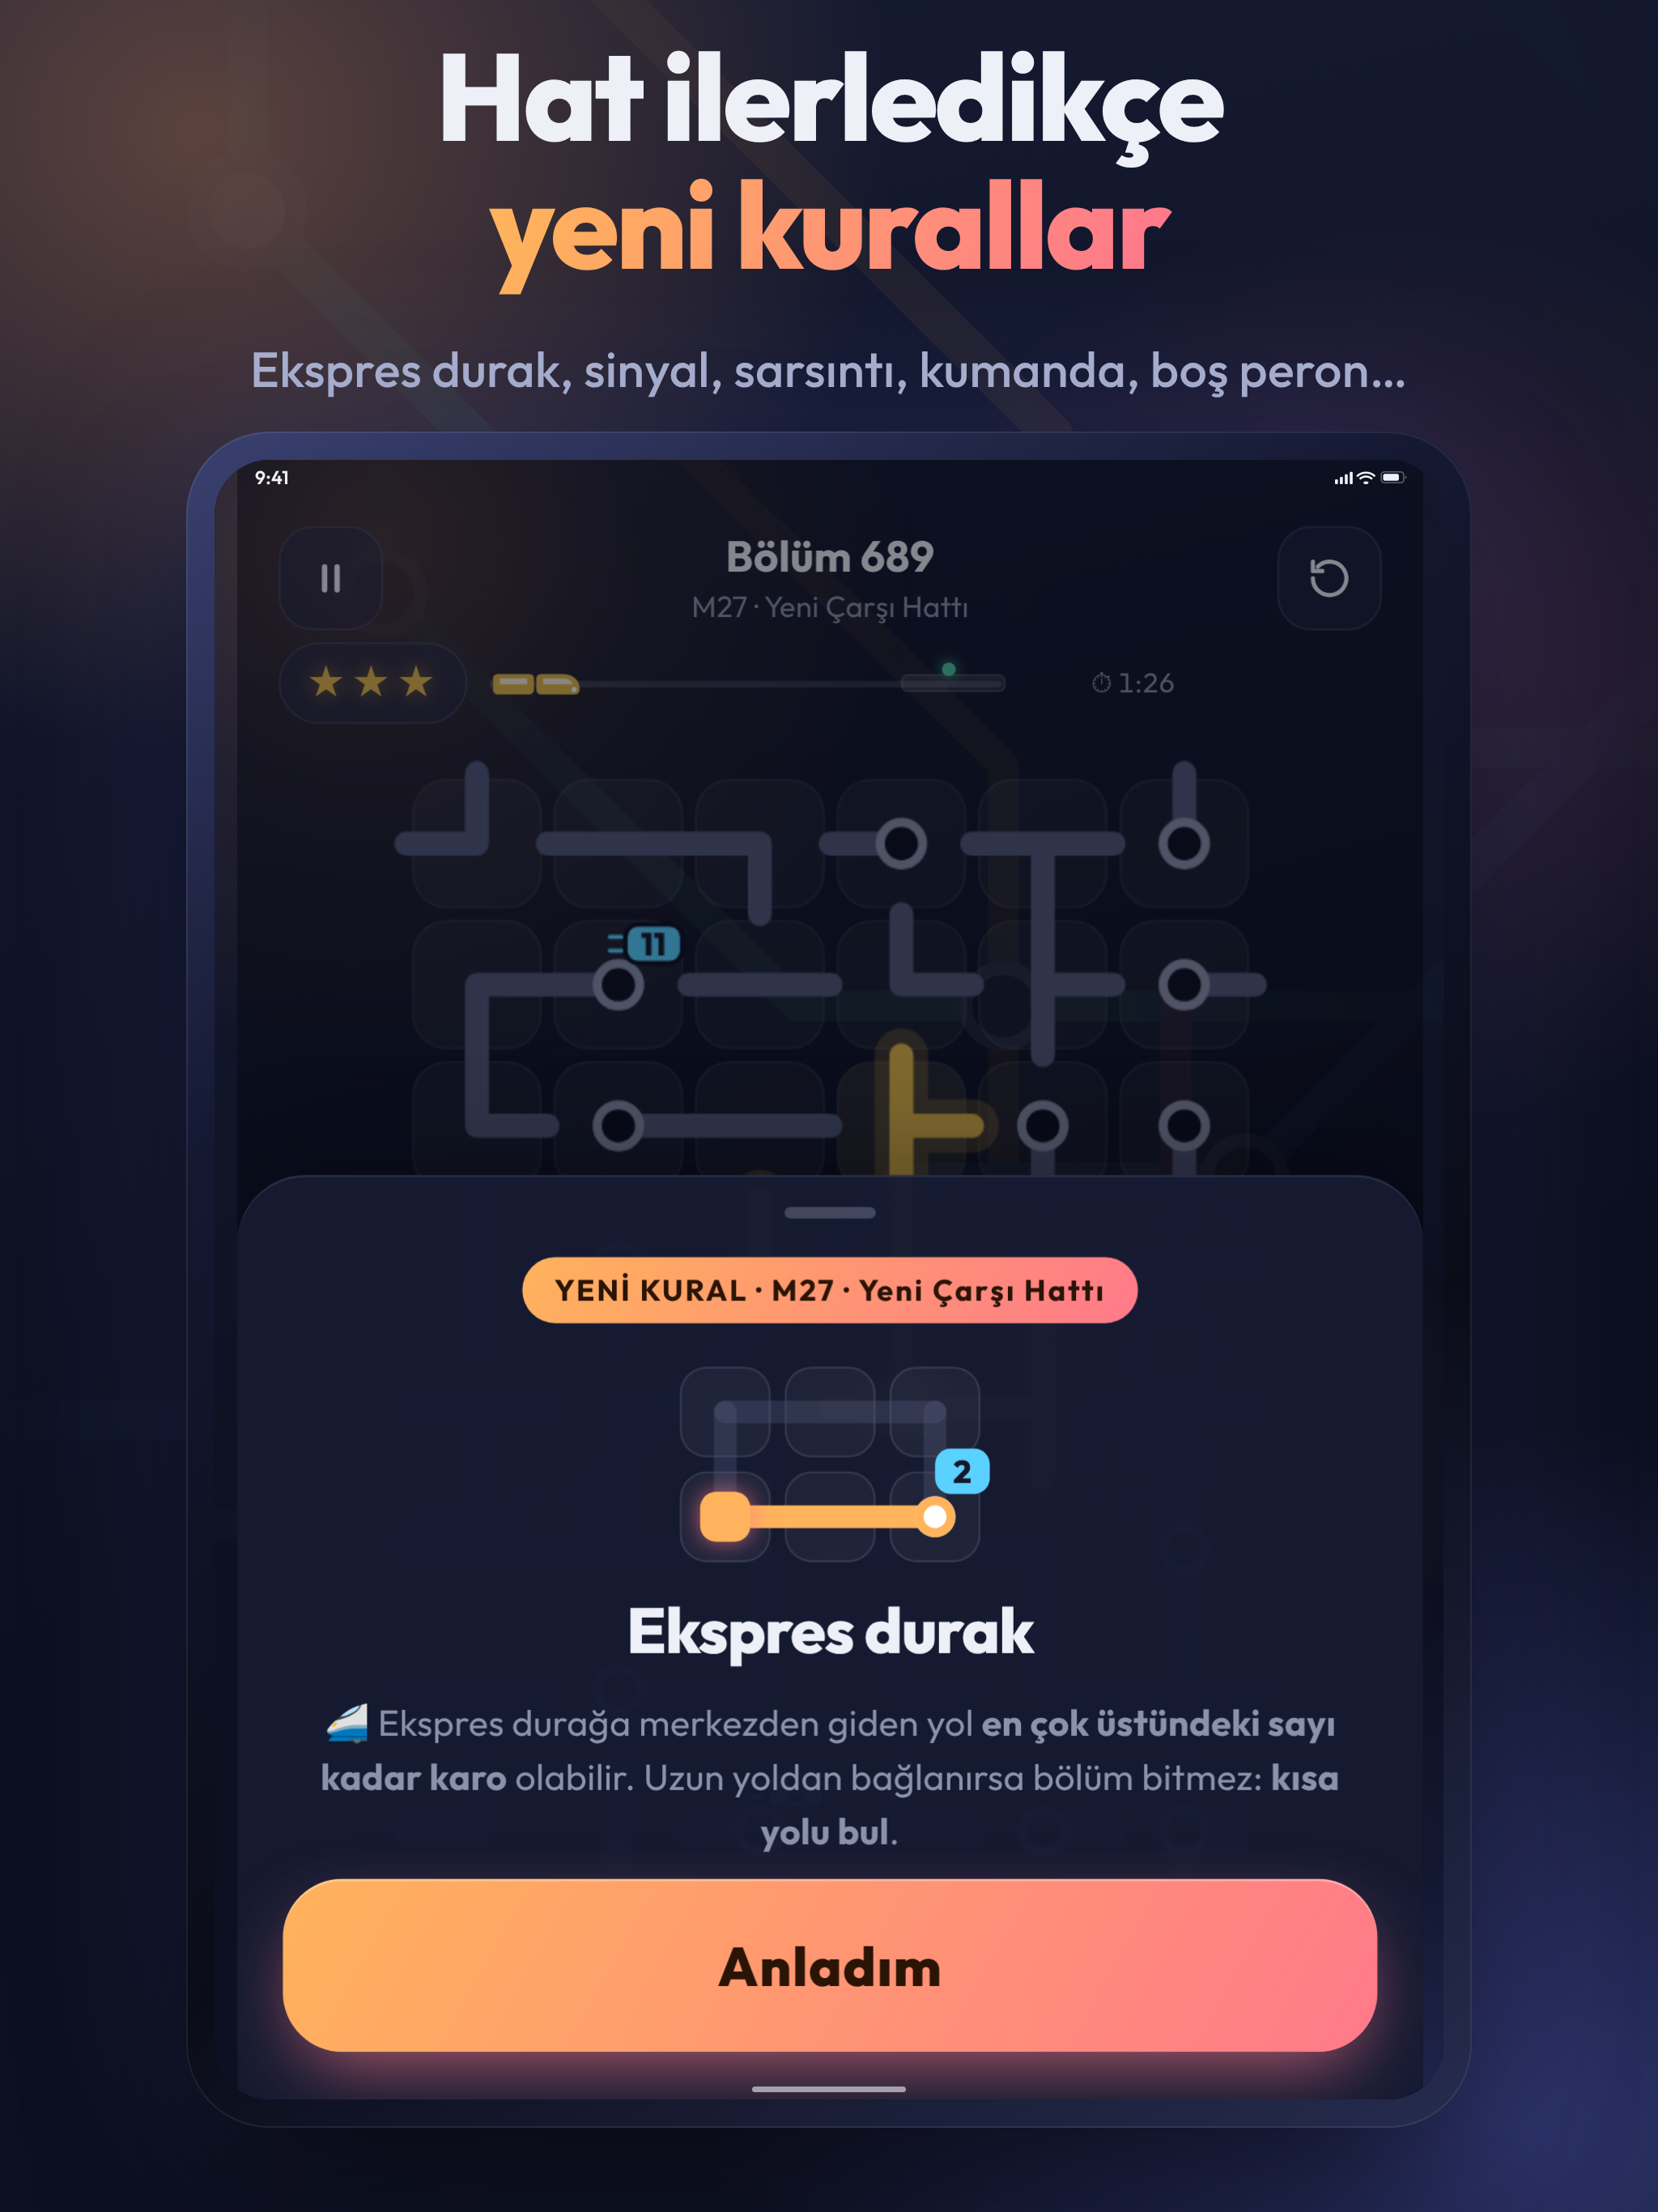 Hat ilerledikçe
yeni kurallar
Ekspres durak, sinyal, sarsıntı, kumanda, boş peron...
9:41
Bölüm 689
M27 · Yeni Çarşı Hattı
★★★
⏱ 1:26
11
YENİ KURAL · M27 · Yeni Çarşı Hattı
2
Ekspres durak
🚄 Ekspres durağa merkezden giden yol en çok üstündeki sayı
kadar karo olabilir. Uzun yoldan bağlanırsa bölüm bitmez: kısa
yolu bul.
Anladım